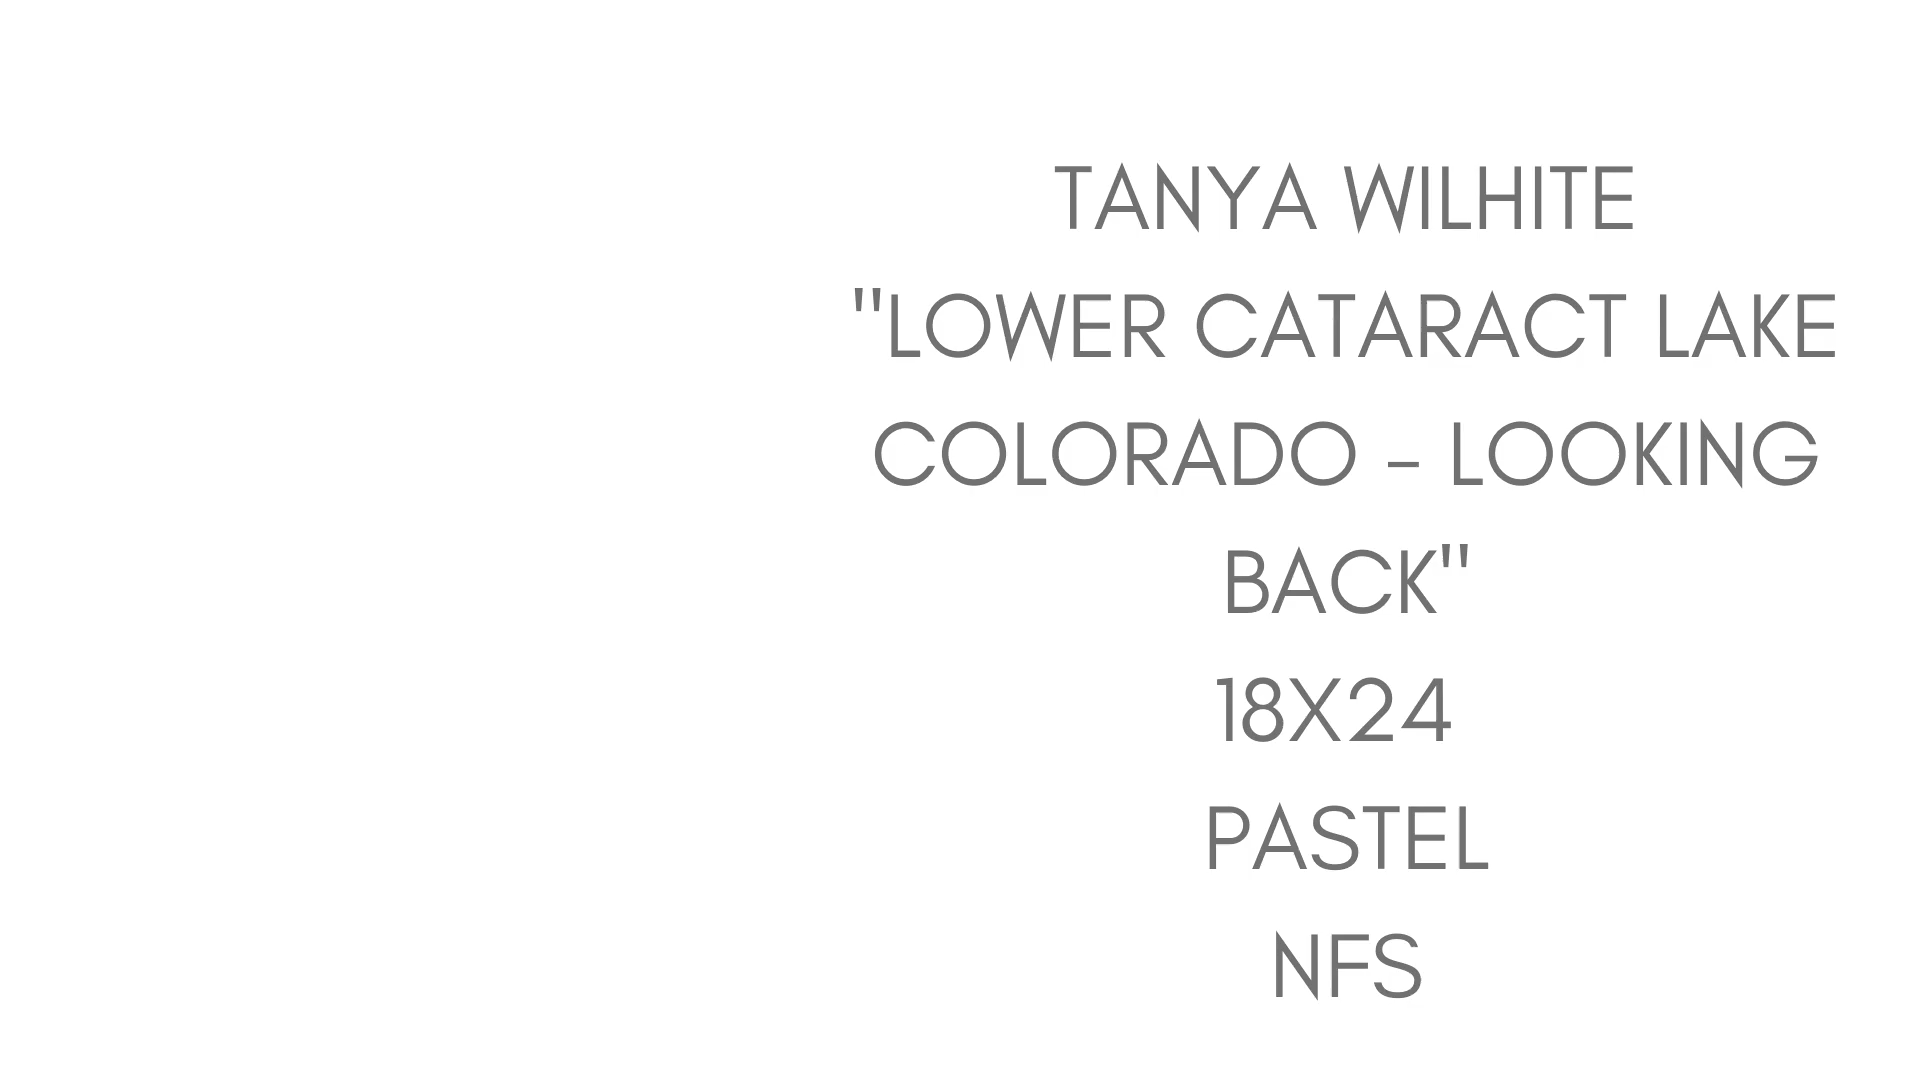 TANYA WILHITE
"LOWER CATARACT LAKE
COLORADO - LOOKING
BACK"
18X24
PASTEL
NFS